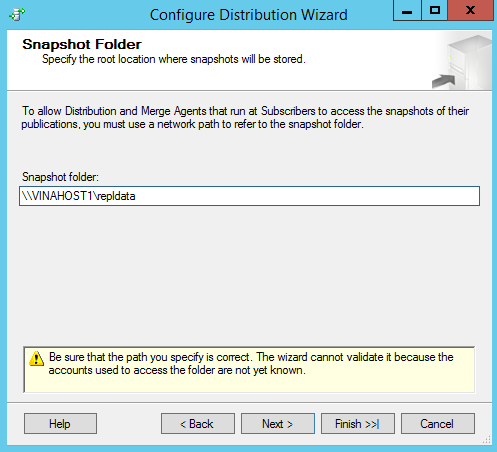 Configure Distribution Wizard
Snapshot Folder
Specify the root location where snapshots will be stored.
To allow Distribution and Merge Agents that run at Subscribers to access the snapshots of their
publications, you must use a network path to refer to the snapshot folder.
Snapshot folder:
\\VINAHOST1\repldata
Be sure that the path you specify is correct. The wizard cannot validate it because the
accounts used to access the folder are not yet known.
Help
< Back
Next >
Finish >>|
Cancel